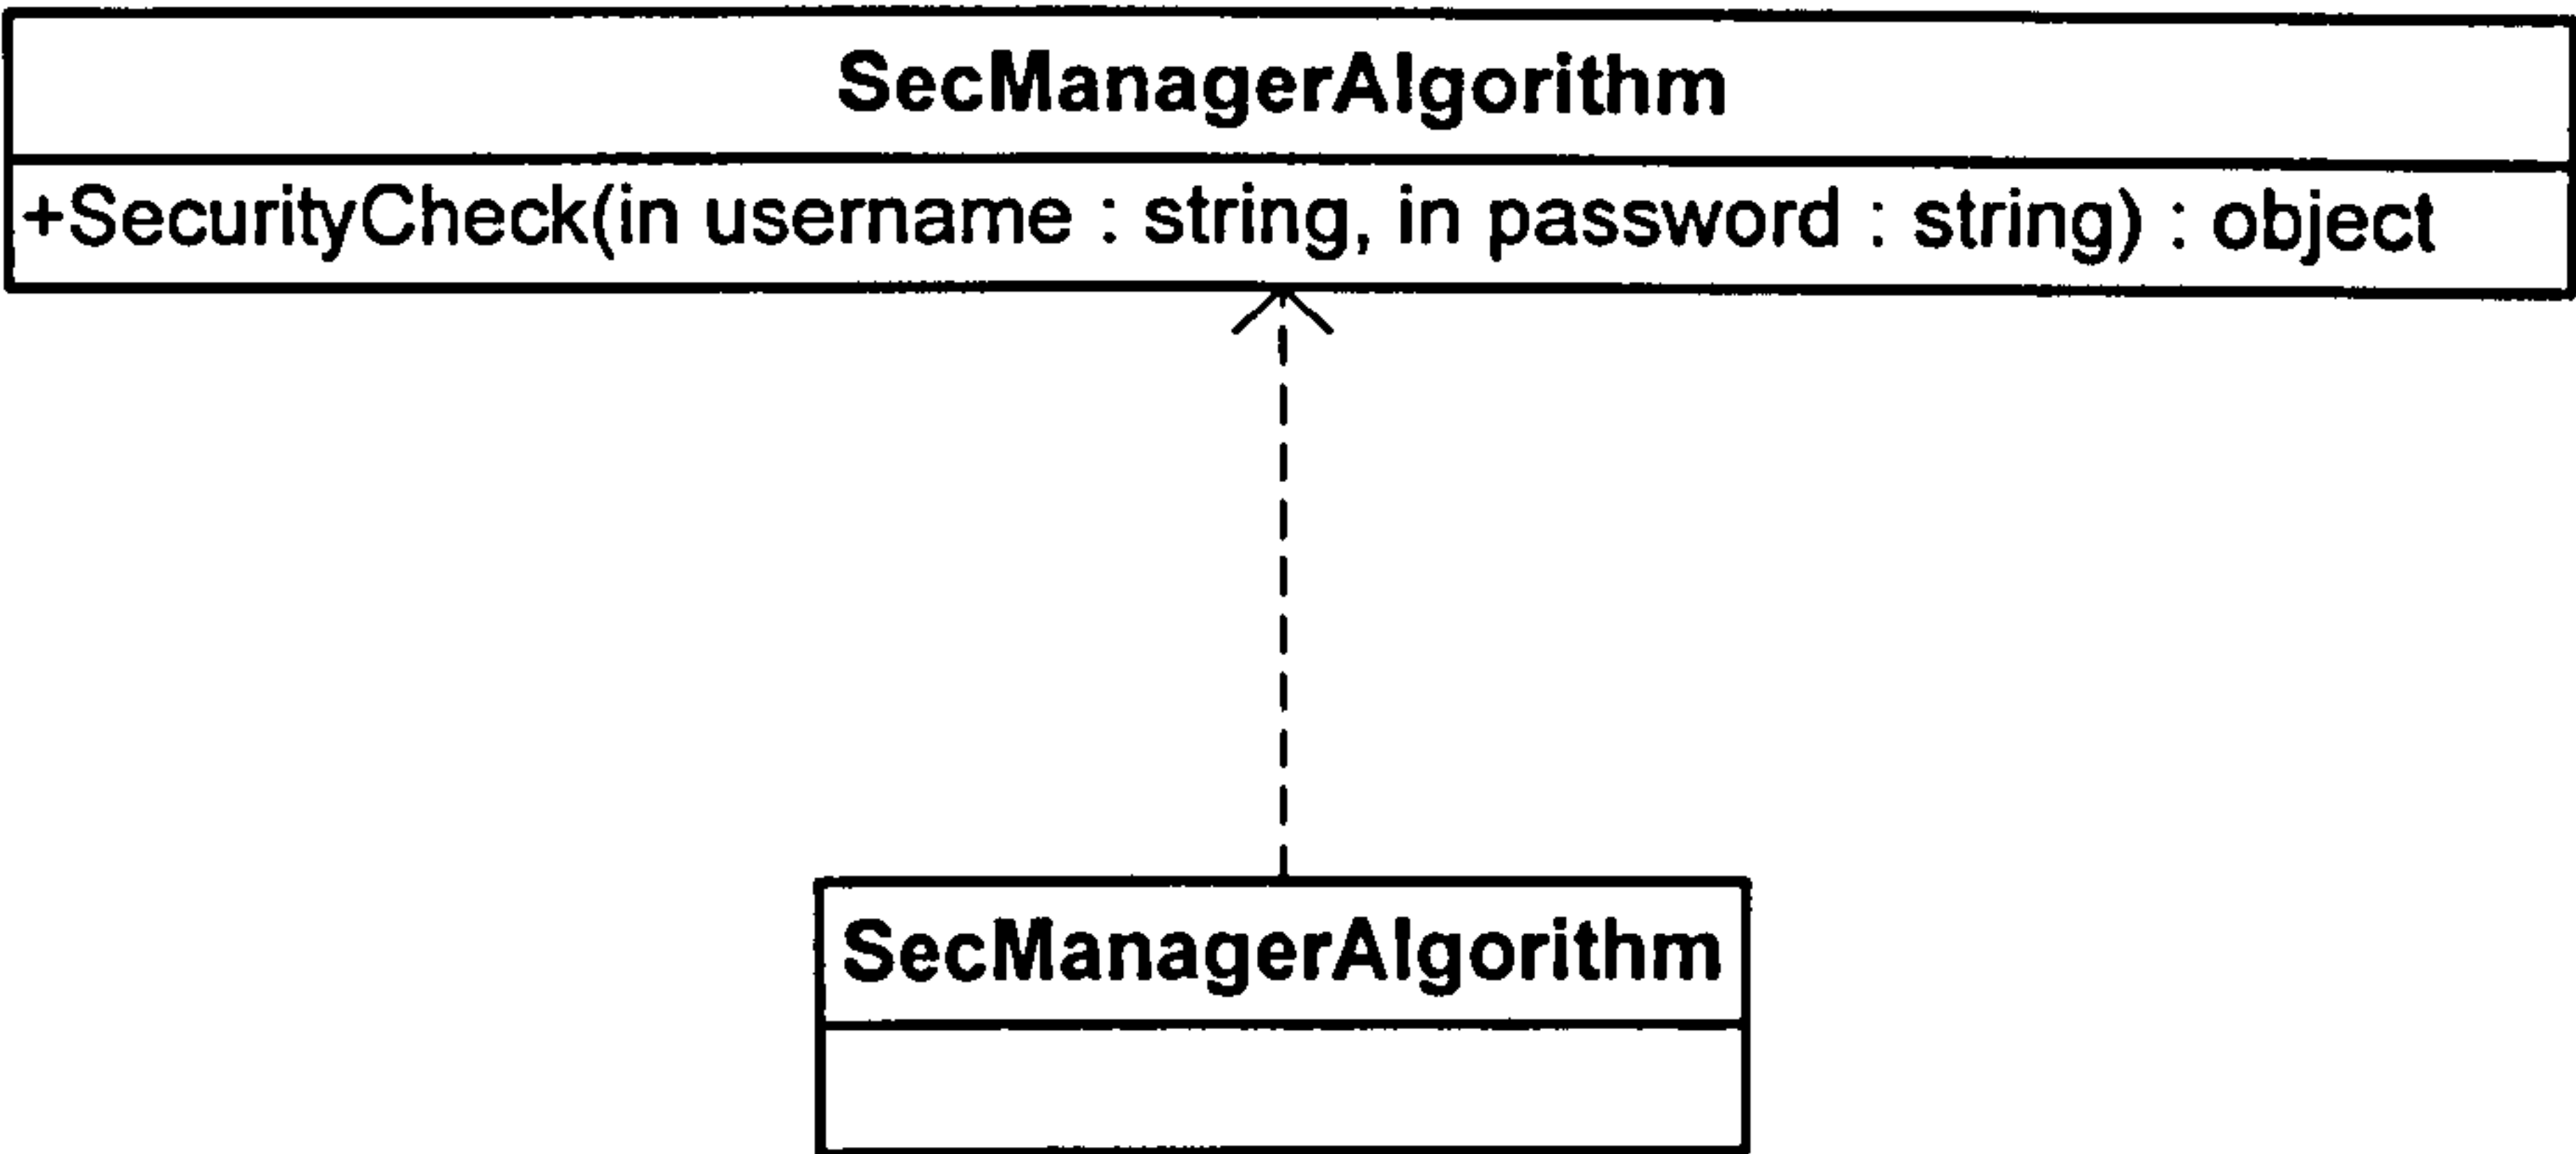 SecManagerAlgorithm
+SecurityCheck(in username : string, in password : string) : object
SecManagerAlgorithm